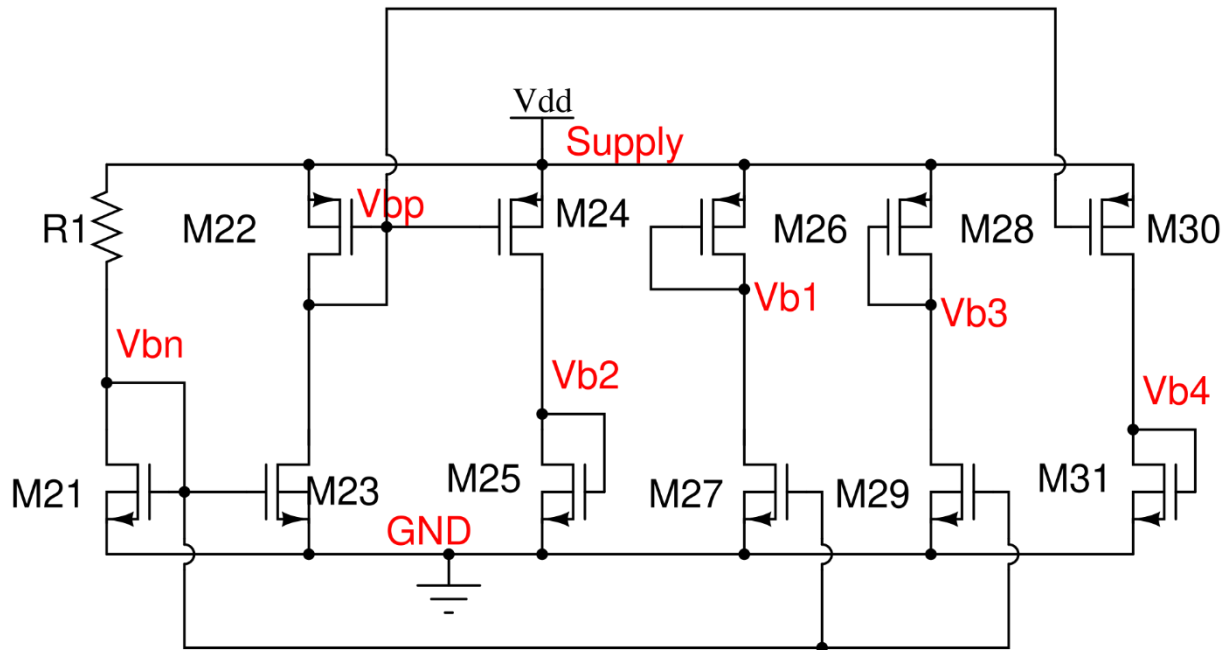 Vdd
Supply
R1
M22
Vbp
M24
M26
M28
M30
Vb1
Vb3
Vbn
Vb2
Vb4
M21
M23
M25
M27
M29
M31
GND